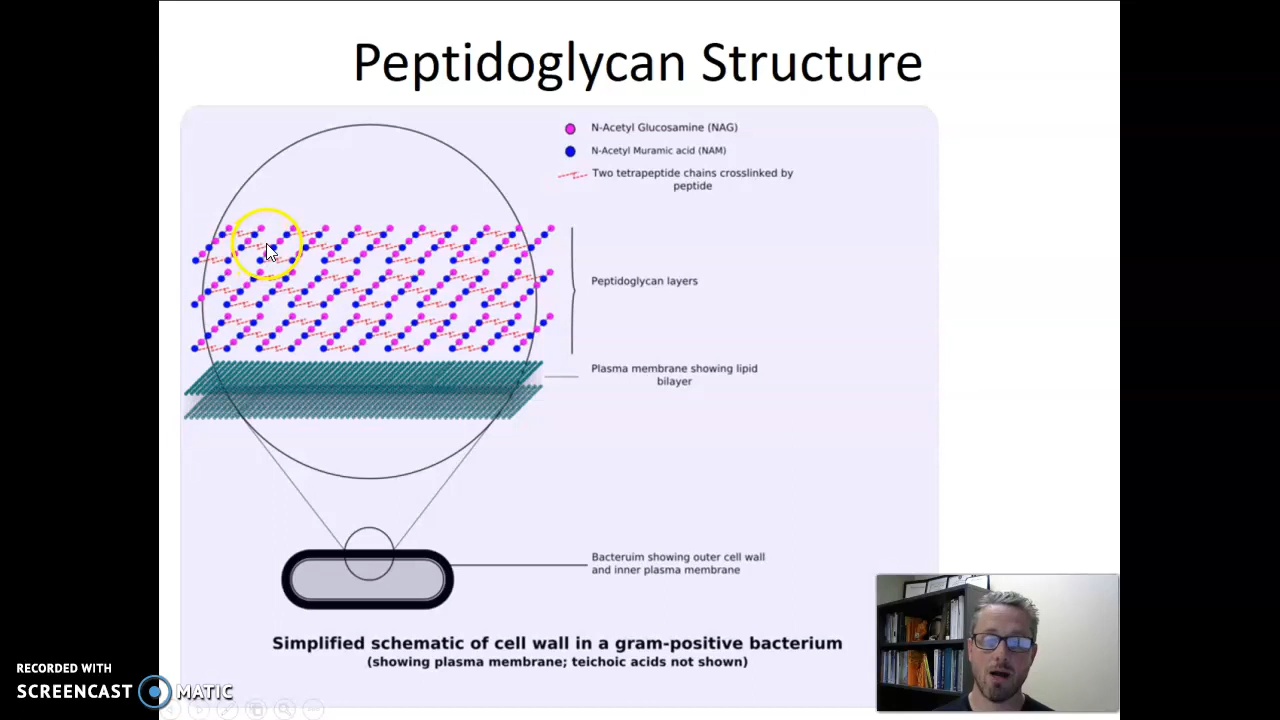 Peptidoglycan Structure
N-Acetyl Glucosamine (NAG)
N-Acetyl Muramic acid (NAM)
Two tetrapeptide chains crosslinked by
peptide
Peptidoglycan layers
Plasma membrane showing lipid
bilayer
Bacteruim showing outer cell wall
and inner plasma membrane
Simplified schematic of cell wall in a gram-positive bacterium
(showing plasma membrane; teichoic acids not shown)
RECORDED WITH
SCREENCAST MATIC